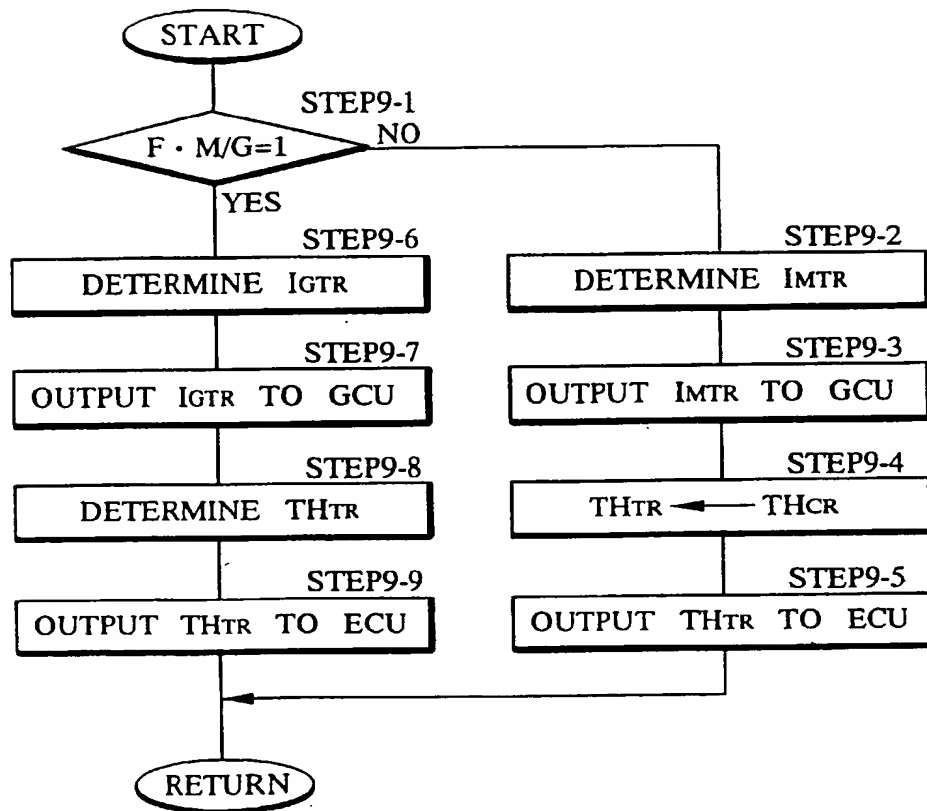 START
STEP9-1
F · M/G=1
NO
YES
STEP9-6
DETERMINE IGTR
STEP9-7
OUTPUT IGTR TO GCU
STEP9-8
DETERMINE THTR
STEP9-9
OUTPUT THTR TO ECU
STEP9-2
DETERMINE IMTR
STEP9-3
OUTPUT IMTR TO GCU
STEP9-4
THTR ← THCR
STEP9-5
OUTPUT THTR TO ECU
RETURN